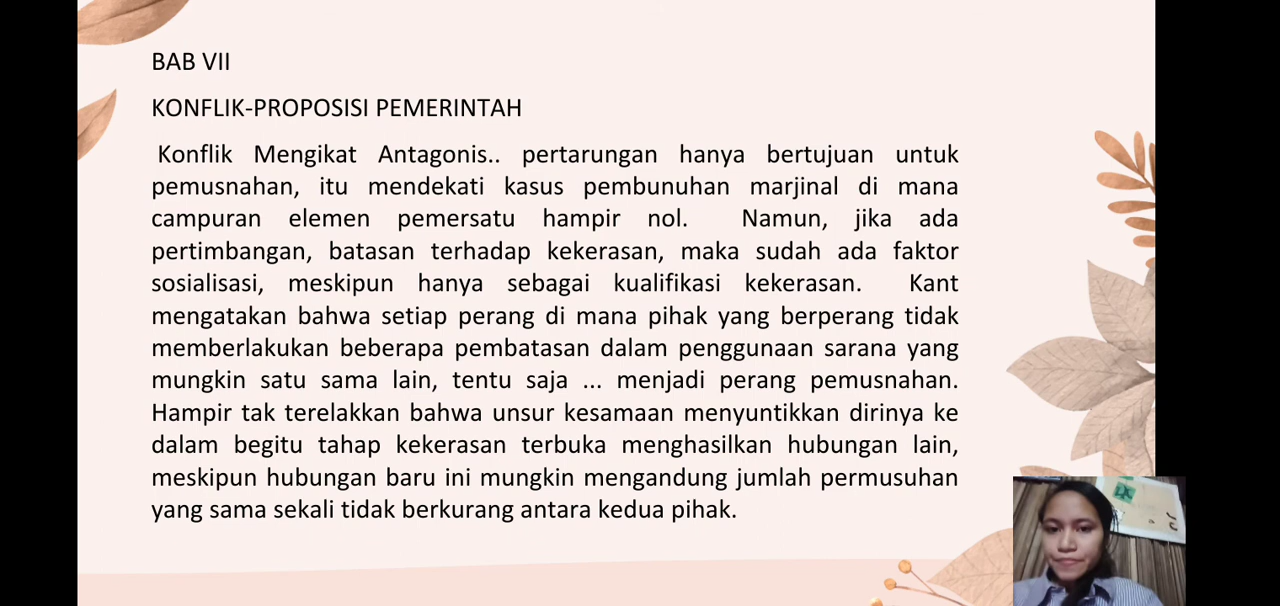 BAB VII
KONFLIK-PROPOSISI PEMERINTAH
Konflik Mengikat Antagonis.. pertarungan hanya bertujuan untuk
pemusnahan, itu mendekati kasus pembunuhan marjinal di mana
campuran elemen pemersatu hampir nol. Namun, jika ada
pertimbangan, batasan terhadap kekerasan, maka sudah ada faktor
sosialisasi, meskipun hanya sebagai kualifikasi kekerasan. Kant
mengatakan bahwa setiap perang di mana pihak yang berperang tidak
memberlakukan beberapa pembatasan dalam penggunaan sarana yang
mungkin satu sama lain, tentu saja ... menjadi perang pemusnahan.
Hampir tak terelakkan bahwa unsur kesamaan menyuntikkan dirinya ke
dalam begitu tahap kekerasan terbuka menghasilkan hubungan lain,
meskipun hubungan baru ini mungkin mengandung jumlah permusuhan
yang sama sekali tidak berkurang antara kedua pihak.